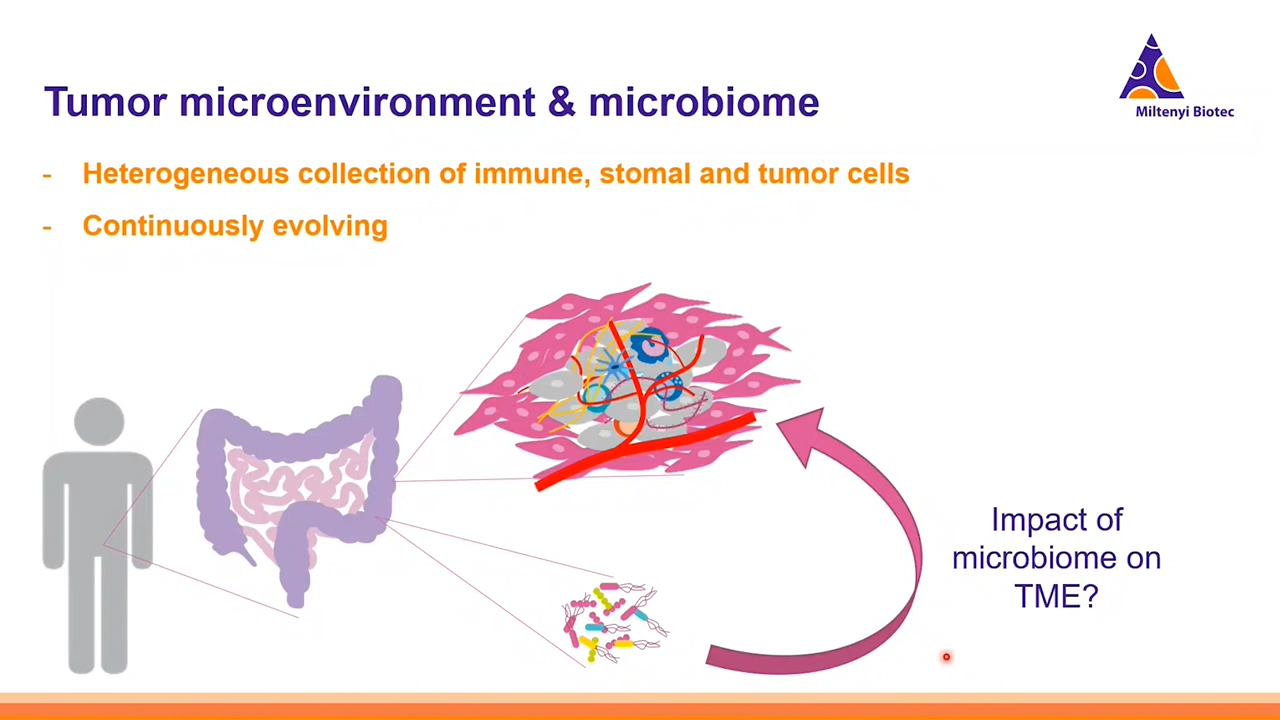 Miltenyi Biotec
Tumor microenvironment & microbiome
- Heterogeneous collection of immune, stomal and tumor cells
- Continuously evolving
Impact of
microbiome on
TME?